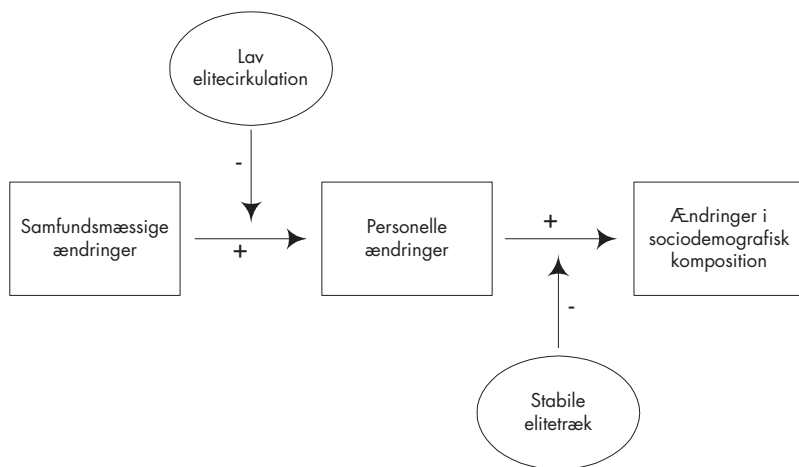 Lav
elitecirkulation
-
Samfundsmæssige
ændringer
+
Personelle
ændringer
+
Ændringer i
sociodemografisk
komposition
-
Stabile
elitetræk